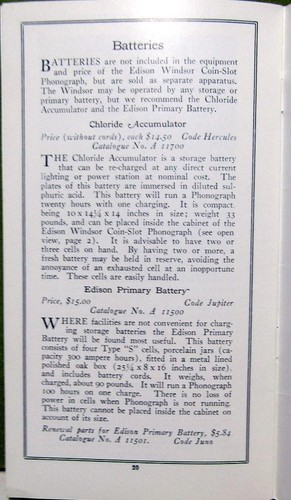 Batteries
BATTERIES are not included in the equipment
and price of the Edison Windsor Coin-Slot
Phonograph, but are sold as separate apparatus.
The Windsor may be operated by any storage or
primary battery, but we recommend the Chloride
Accumulator and the Edison Primary Battery.
Chloride Accumulator
Price (without cords), each $14.50 Code Hercules
Catalogue No. A 11700
THE Chloride Accumulator is a storage battery
that can be re-charged at any direct current
lighting or power station at nominal cost. The
plates of this battery are immersed in diluted sul-
phuric acid. This battery will run a Phonograph
twenty hours with one charging. It is compact
being 10 x 14¼ x 14 inches in size; weight 33
pounds, and can be placed inside the cabinet of the
Edison Windsor Coin-Slot Phonograph (see open
view, page 2). It is advisable to have two or
three cells on hand. By having two or more, a
fresh battery may be held in reserve, avoiding the
annoyance of an exhausted cell at an inopportune
time. These cells are easily handled.
Edison Primary Battery
Price, $15.00 Code Jupiter
Catalogue No. A 11500
WHERE facilities are not convenient for charg-
ing storage batteries the Edison Primary
Battery will be found most useful. This battery
consists of four Type "S" cells, porcelain jars (ca-
pacity 300 ampere hours), fitted in a metal lined
polished oak box (25¼ x 8 x 16 inches in size),
and includes battery cords. It weighs, when
charged, about 90 pounds. It will run a Phonograph
100 hours on one charge. There is no loss of
power in cells when Phonograph is not running.
This battery cannot be placed inside the cabinet on
account of its size.
Renewal parts for Edison Primary Battery, $5.84
Catalogue No. A 11501. Code Juno
20